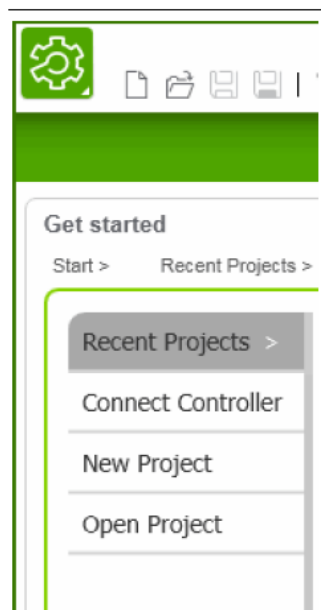 Get started
Start > Recent Projects >
Recent Projects >
Connect Controller
New Project
Open Project